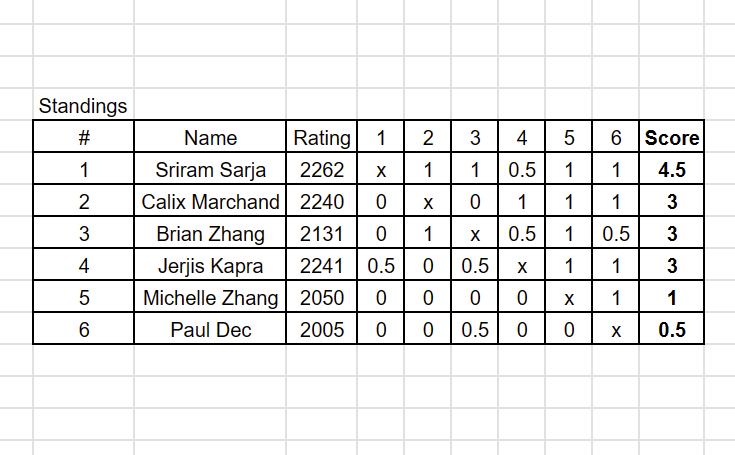 Standings
# Name Rating 1 2 3 4 5 6 Score
1 Sriram Sarja 2262 x 1 1 0.5 1 1 4.5
2 Calix Marchand 2240 0 x 0 1 1 1 3
3 Brian Zhang 2131 0 1 x 0.5 1 0.5 3
4 Jerjis Kapra 2241 0.5 0 0.5 x 1 1 3
5 Michelle Zhang 2050 0 0 0 0 x 1 1
6 Paul Dec 2005 0 0 0.5 0 0 x 0.5